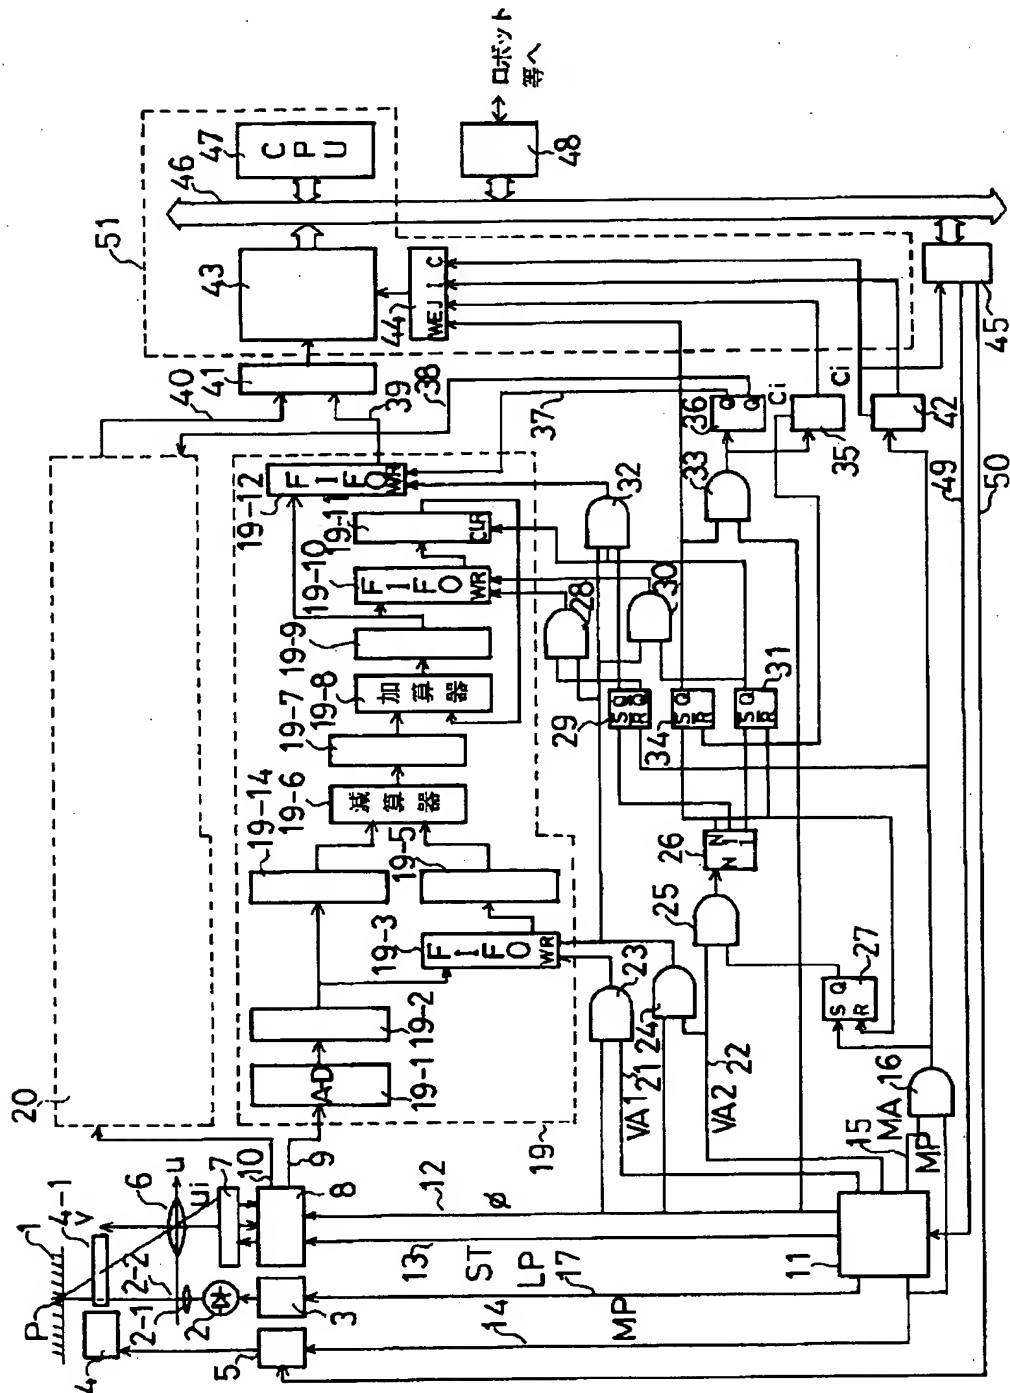 ロボット
等へ
51
46
47
CPU
48
43
44
WE J I C
45
40
41
39
38
20
19-12
FIFO
WR
19-11
CLR
19-10
FIFO
WR
19-9
19-8
加算器
19-7
19-6
減算器
19-14
19-5
19-3
FIFO
WR
19-2
19-1
A-D
19
37
36
Q
Q
Ci
Ci
35
42
33
32
30
28
29
S Q
R Q
34
S Q
R
31
S Q
R
26
N
N
1
25
27
S Q
R
24
23
VA1
21
VA2
22
15
MA
16
MP
49
50
P
1
4-1
V
u
6
ui
7
10
9
8
2-2
2-1
2
3
4
5
12
ø
13
ST
LP
17
14
MP
11